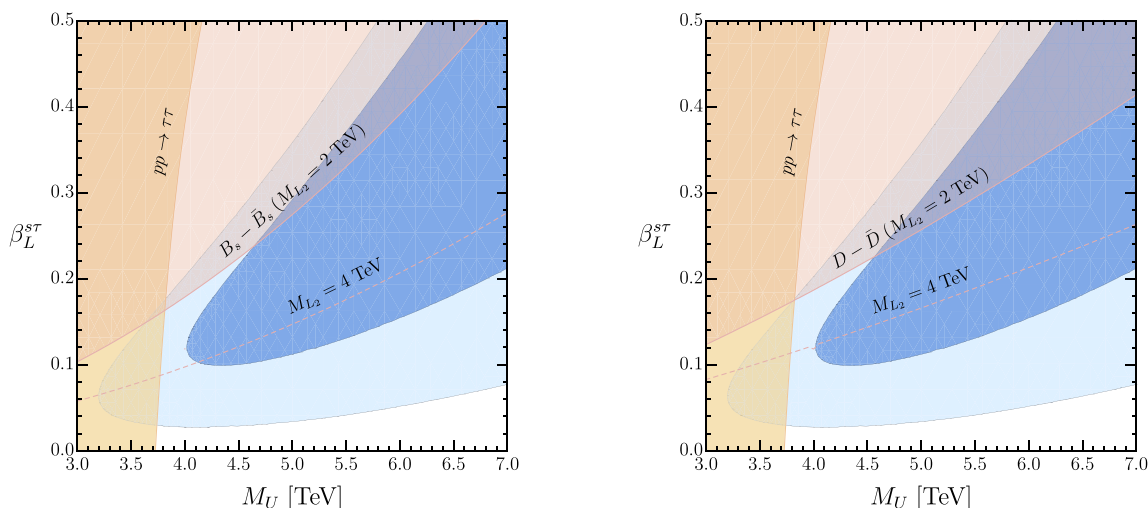 0.5
0.4
0.3
0.2
0.1
0.0
β_L^{sτ}
pp → ττ
B_s − B̄_s (M_{L_2} = 2 TeV)
M_{L_2} = 4 TeV
3.0 3.5 4.0 4.5 5.0 5.5 6.0 6.5 7.0
M_U [TeV]
0.5
0.4
0.3
0.2
0.1
0.0
β_L^{sτ}
pp → ττ
D − D̄ (M_{L_2} = 2 TeV)
M_{L_2} = 4 TeV
3.0 3.5 4.0 4.5 5.0 5.5 6.0 6.5 7.0
M_U [TeV]